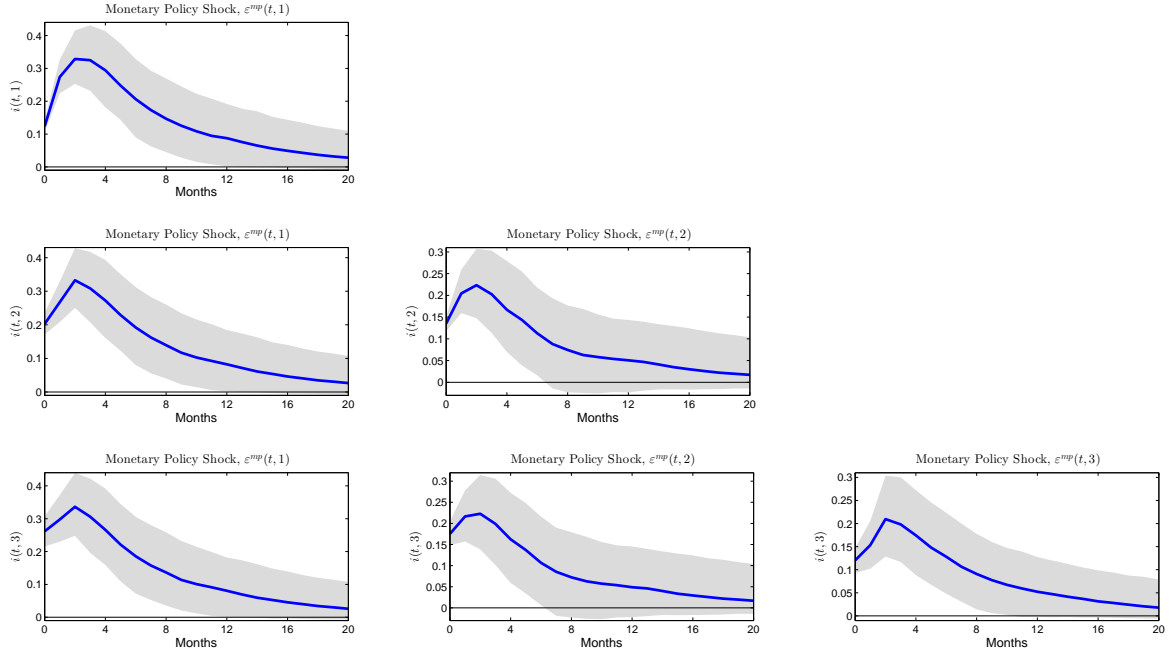 Monetary Policy Shock, ε^{mp}(t, 1)
i(t, 1)
0.4
0.3
0.2
0.1
0
0 4 8 12 16 20
Months
Monetary Policy Shock, ε^{mp}(t, 1)
i(t, 2)
0.4
0.3
0.2
0.1
0
0 4 8 12 16 20
Months
Monetary Policy Shock, ε^{mp}(t, 2)
i(t, 2)
0.3
0.25
0.2
0.15
0.1
0.05
0
0 4 8 12 16 20
Months
Monetary Policy Shock, ε^{mp}(t, 1)
i(t, 3)
0.4
0.3
0.2
0.1
0
0 4 8 12 16 20
Months
Monetary Policy Shock, ε^{mp}(t, 2)
i(t, 3)
0.3
0.25
0.2
0.15
0.1
0.05
0
0 4 8 12 16 20
Months
Monetary Policy Shock, ε^{mp}(t, 3)
i(t, 3)
0.3
0.25
0.2
0.15
0.1
0.05
0
0 4 8 12 16 20
Months